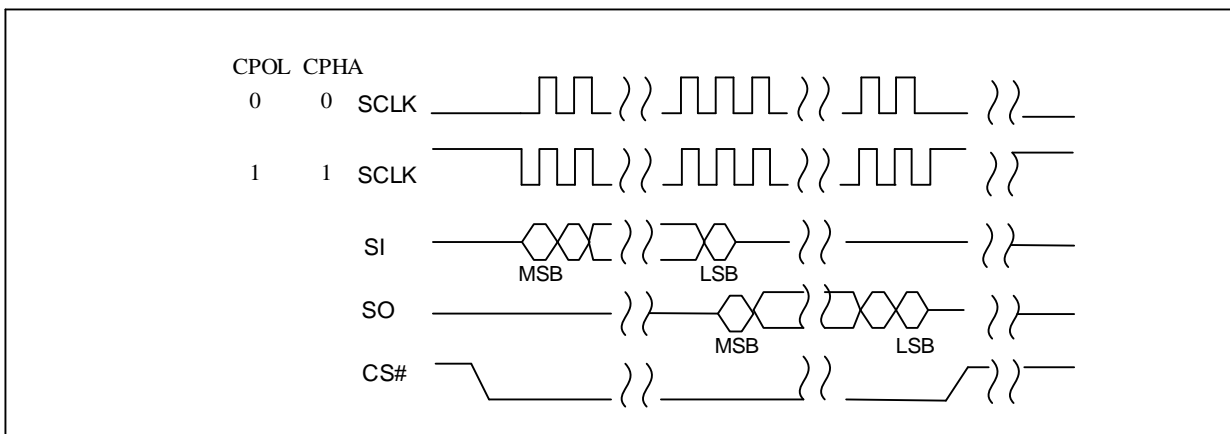 CPOL CPHA
0 0 SCLK
1 1 SCLK
SI
MSB LSB
SO
MSB LSB
CS#